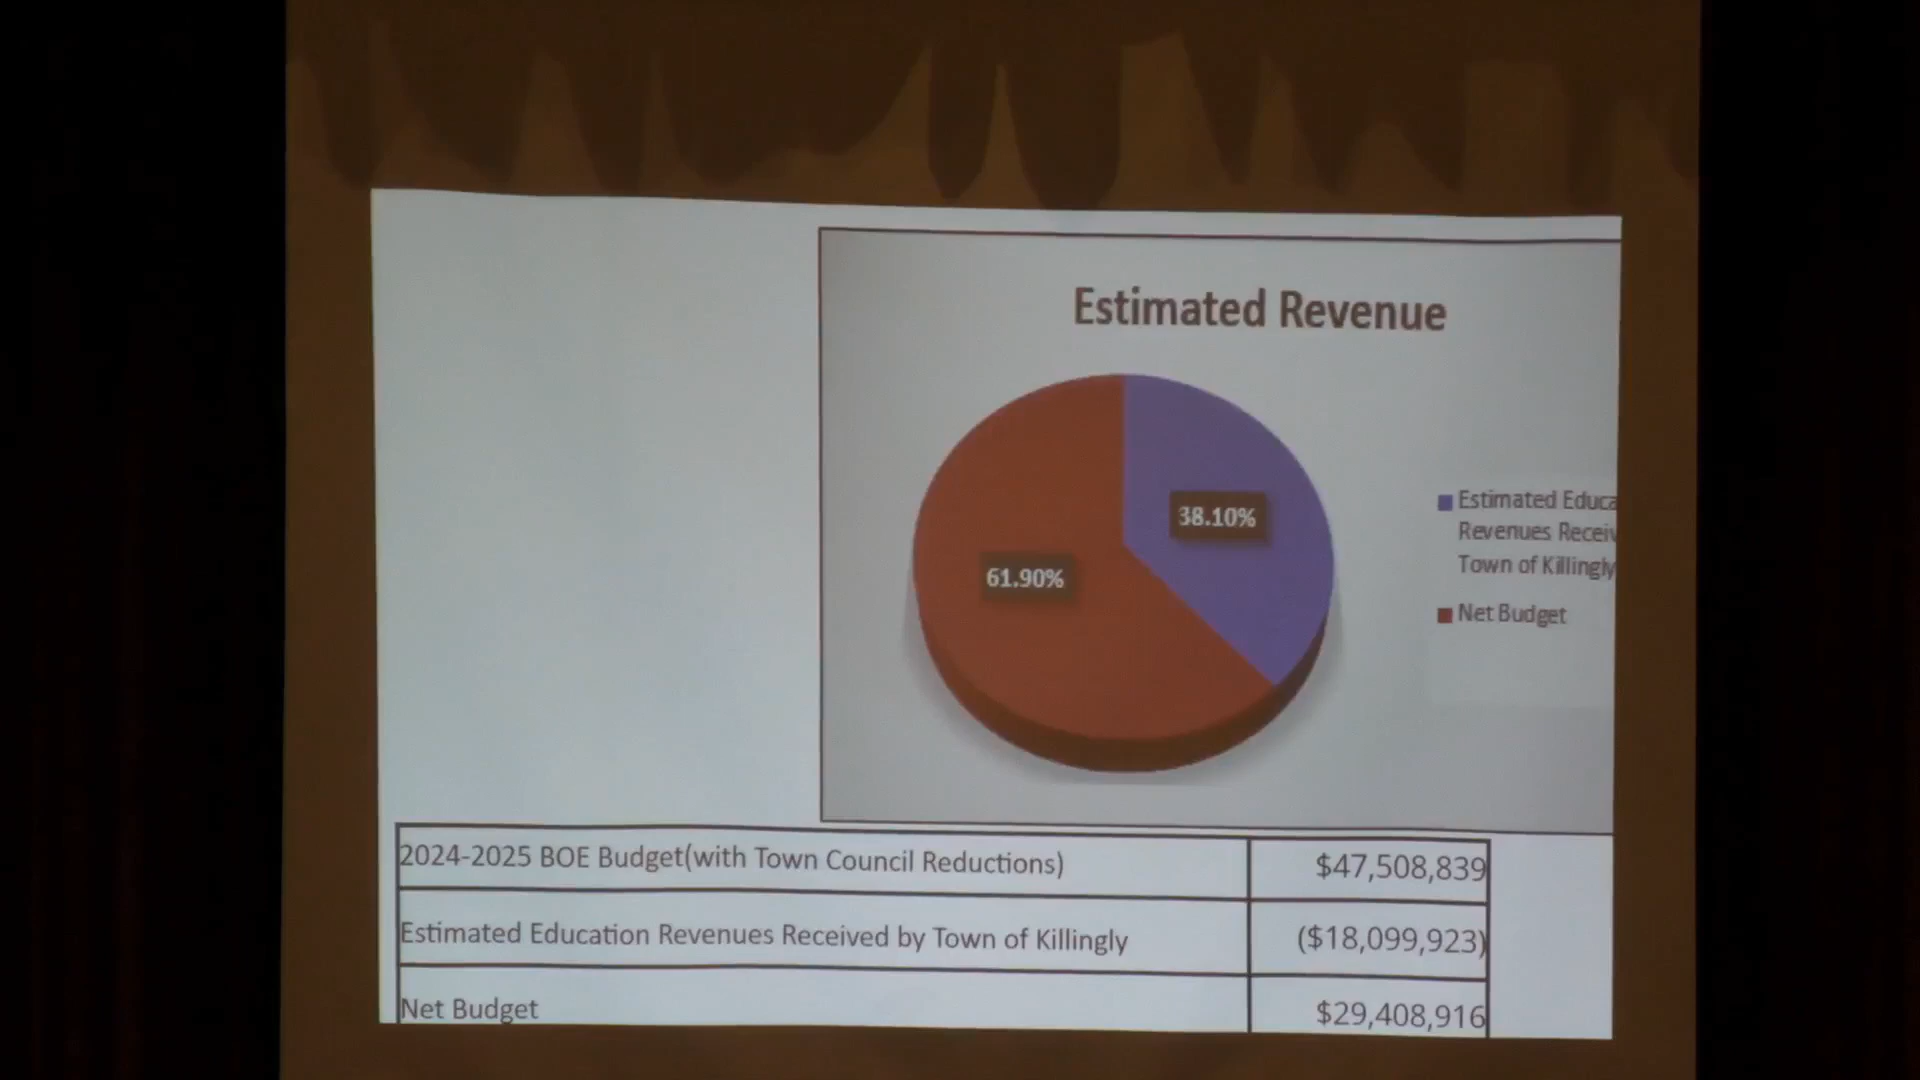 Estimated Revenue
38.10%
61.90%
Estimated Educa
Revenues Receiv
Town of Killingly
Net Budget
2024-2025 BOE Budget(with Town Council Reductions) $47,508,839
Estimated Education Revenues Received by Town of Killingly ($18,099,923)
Net Budget $29,408,916